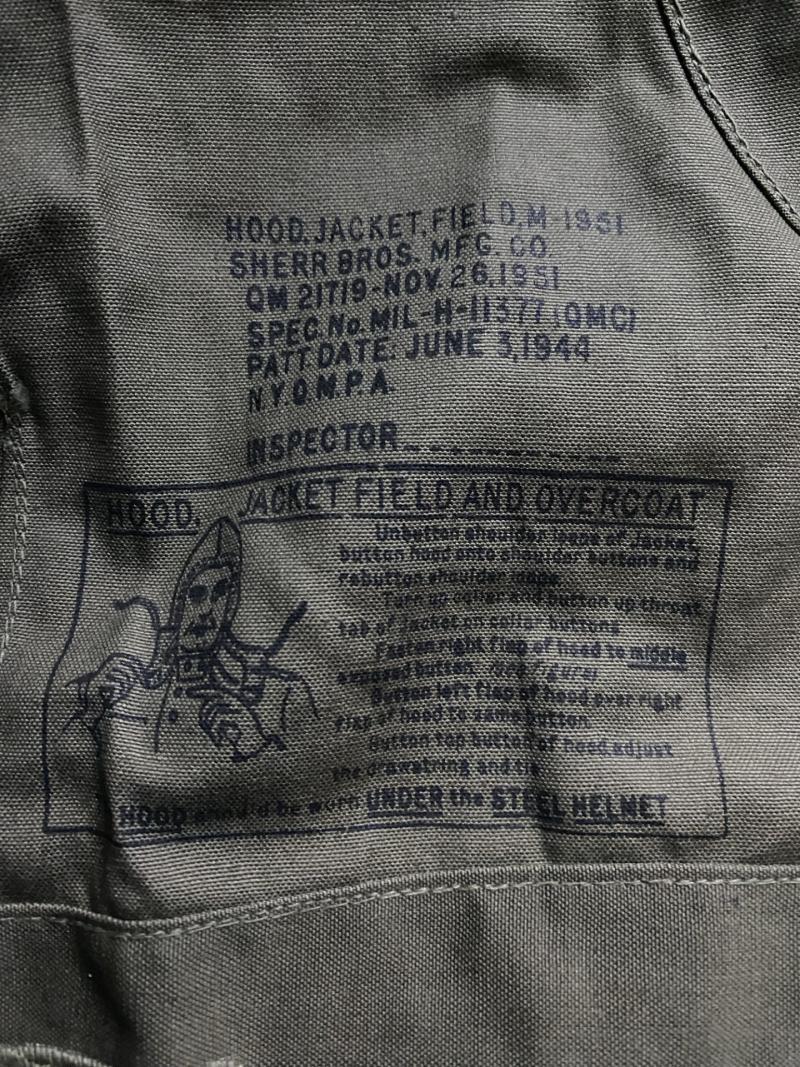 HOOD, JACKET, FIELD, M-1951
SHERR BROS. MFG. CO.
QM 21719-NOV. 26,1951
SPEC. No. MIL-H-11377 (QMC)
PATT DATE: JUNE 3,1944
N Y Q.M.P.A.
INSPECTOR
HOOD, JACKET FIELD AND OVERCOAT
Unbutton shoulder loops of Jacket,
button hood onto shoulder buttons and
rebutton shoulder loops.
Turn up collar and button up throat
tab of jacket on collar buttons
Fasten right flap of hood to middle
exposed button. (see figure)
Button left flap of hood over right
flap of hood to same button.
Button top button of hood, adjust
the drawstring and tie
HOOD should be worn UNDER the STEEL HELMET